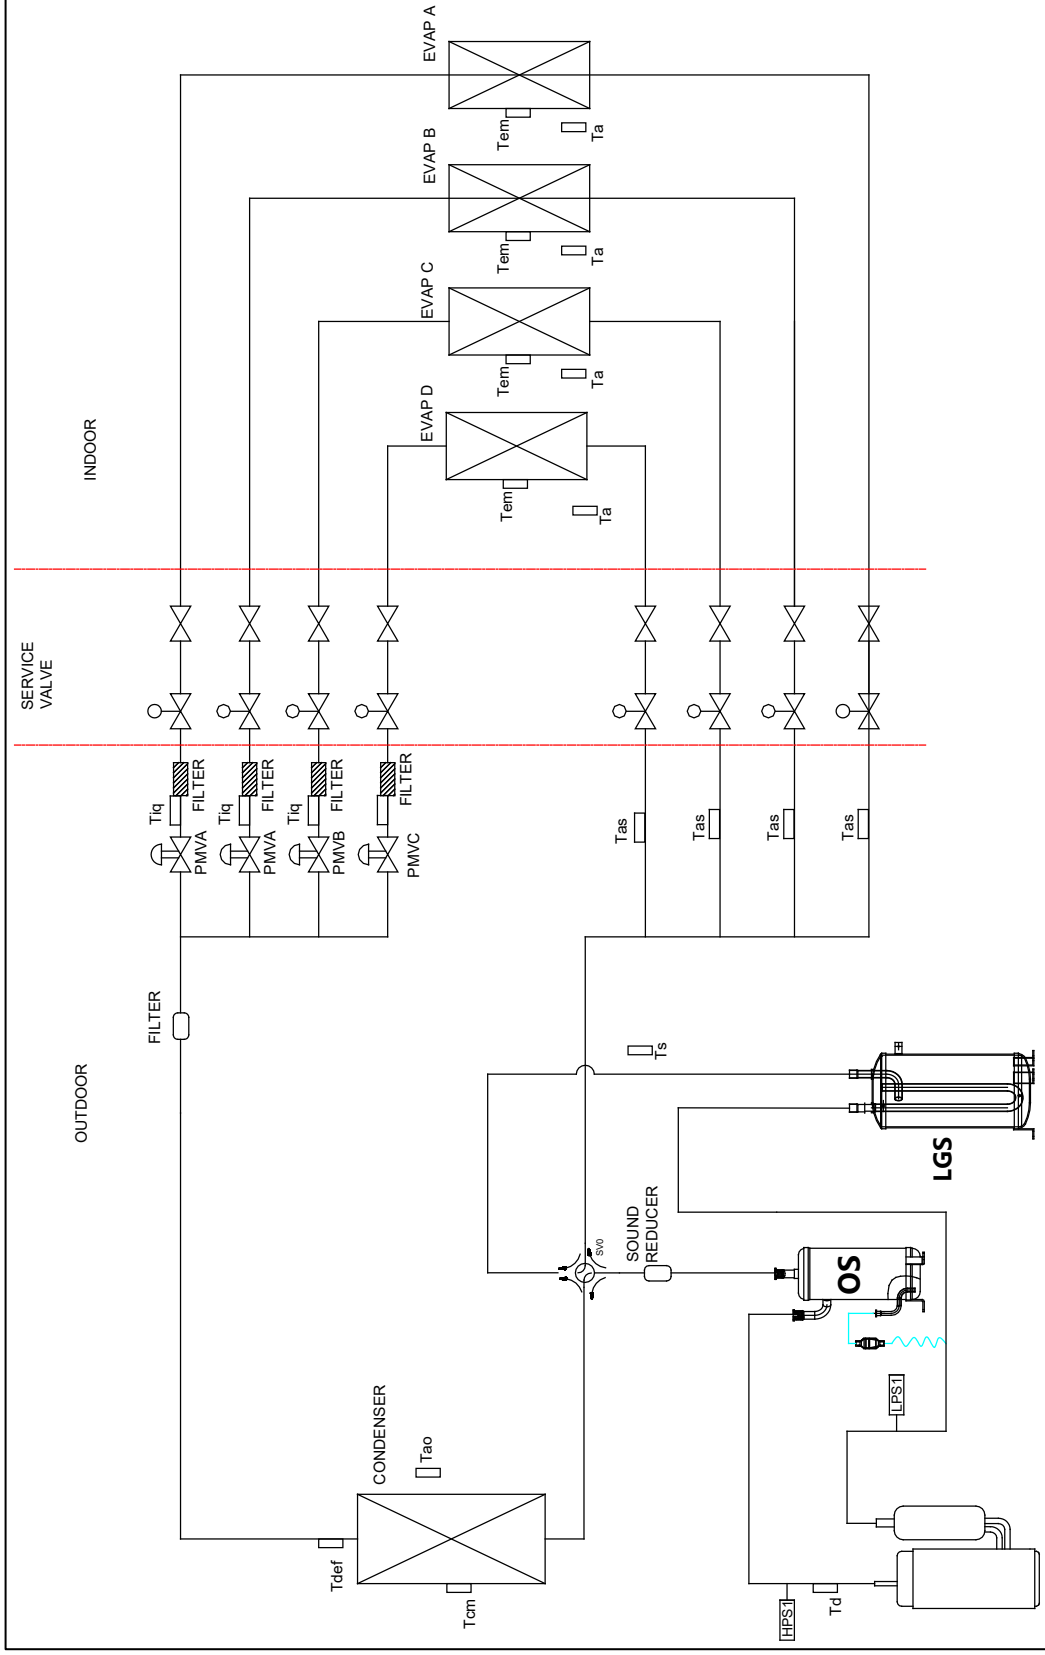 EVAP A
Tem
Ta
EVAP B
Tem
Ta
EVAP C
Tem
Ta
EVAP D
Tem
Ta
INDOOR
SERVICE
VALVE
Tiq
FILTER
PMVA
Tiq
FILTER
PMVA
Tiq
FILTER
PMVB
FILTER
PMVC
Tas
Tas
Tas
Tas
OUTDOOR
FILTER
Ts
LGS
SV0
SOUND
REDUCER
OS
LPS1
CONDENSER
Tao
Tdef
Tcm
HPS1
Td